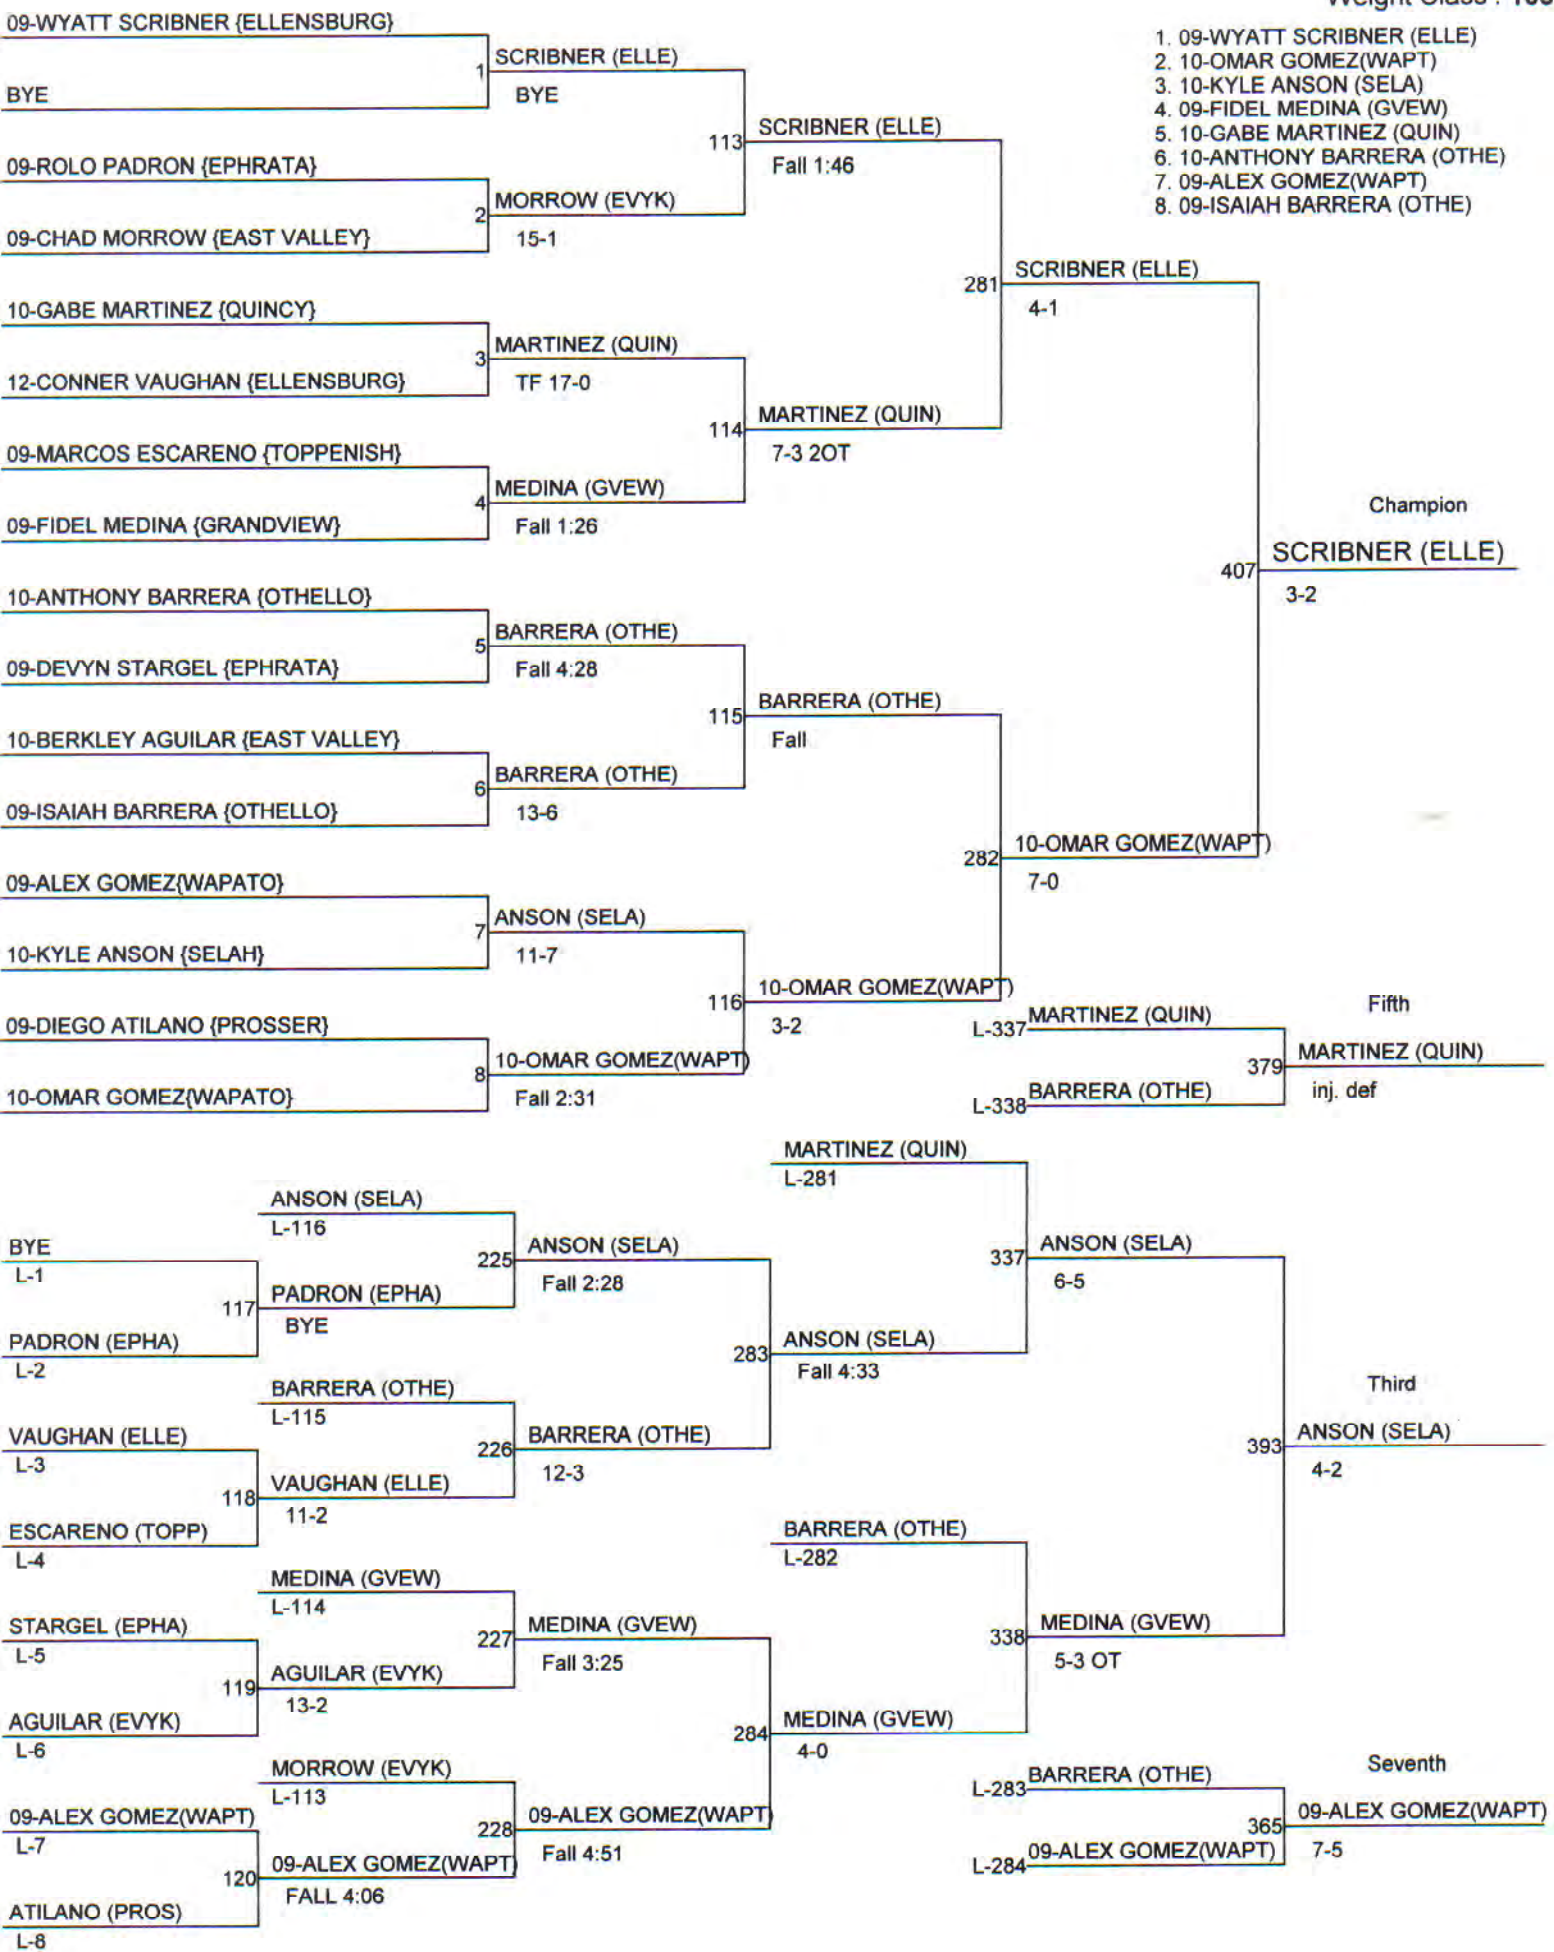 Weight Class :
1. 09-WYATT SCRIBNER (ELLE)
2. 10-OMAR GOMEZ(WAPT)
3. 10-KYLE ANSON (SELA)
4. 09-FIDEL MEDINA (GVEW)
5. 10-GABE MARTINEZ (QUIN)
6. 10-ANTHONY BARRERA (OTHE)
7. 09-ALEX GOMEZ(WAPT)
8. 09-ISAIAH BARRERA (OTHE)
09-WYATT SCRIBNER {ELLENSBURG}
BYE
1
SCRIBNER (ELLE)
BYE
09-ROLO PADRON {EPHRATA}
09-CHAD MORROW {EAST VALLEY}
2
MORROW (EVYK)
15-1
113
SCRIBNER (ELLE)
Fall 1:46
10-GABE MARTINEZ {QUINCY}
12-CONNER VAUGHAN {ELLENSBURG}
3
MARTINEZ (QUIN)
TF 17-0
09-MARCOS ESCARENO {TOPPENISH}
09-FIDEL MEDINA {GRANDVIEW}
4
MEDINA (GVEW)
Fall 1:26
114
MARTINEZ (QUIN)
7-3 2OT
281
SCRIBNER (ELLE)
4-1
10-ANTHONY BARRERA {OTHELLO}
09-DEVYN STARGEL {EPHRATA}
5
BARRERA (OTHE)
Fall 4:28
10-BERKLEY AGUILAR {EAST VALLEY}
09-ISAIAH BARRERA {OTHELLO}
6
BARRERA (OTHE)
13-6
115
BARRERA (OTHE)
Fall
09-ALEX GOMEZ{WAPATO}
10-KYLE ANSON {SELAH}
7
ANSON (SELA)
11-7
09-DIEGO ATILANO {PROSSER}
10-OMAR GOMEZ{WAPATO}
8
10-OMAR GOMEZ(WAPT)
Fall 2:31
116
10-OMAR GOMEZ(WAPT)
3-2
282
10-OMAR GOMEZ(WAPT)
7-0
Champion
407
SCRIBNER (ELLE)
3-2
Fifth
L-337
MARTINEZ (QUIN)
L-338
BARRERA (OTHE)
379
MARTINEZ (QUIN)
inj. def
BYE
L-1
PADRON (EPHA)
L-2
117
ANSON (SELA)
L-116
PADRON (EPHA)
BYE
225
ANSON (SELA)
Fall 2:28
VAUGHAN (ELLE)
L-3
ESCARENO (TOPP)
L-4
118
BARRERA (OTHE)
L-115
VAUGHAN (ELLE)
11-2
226
BARRERA (OTHE)
12-3
MARTINEZ (QUIN)
L-281
283
ANSON (SELA)
Fall 4:33
337
ANSON (SELA)
6-5
STARGEL (EPHA)
L-5
AGUILAR (EVYK)
L-6
119
MEDINA (GVEW)
L-114
AGUILAR (EVYK)
13-2
227
MEDINA (GVEW)
Fall 3:25
09-ALEX GOMEZ(WAPT)
L-7
ATILANO (PROS)
L-8
120
MORROW (EVYK)
L-113
09-ALEX GOMEZ(WAPT)
FALL 4:06
228
09-ALEX GOMEZ(WAPT)
Fall 4:51
BARRERA (OTHE)
L-282
284
MEDINA (GVEW)
4-0
338
MEDINA (GVEW)
5-3 OT
Third
393
ANSON (SELA)
4-2
Seventh
L-283
BARRERA (OTHE)
L-284
09-ALEX GOMEZ(WAPT)
365
09-ALEX GOMEZ(WAPT)
7-5